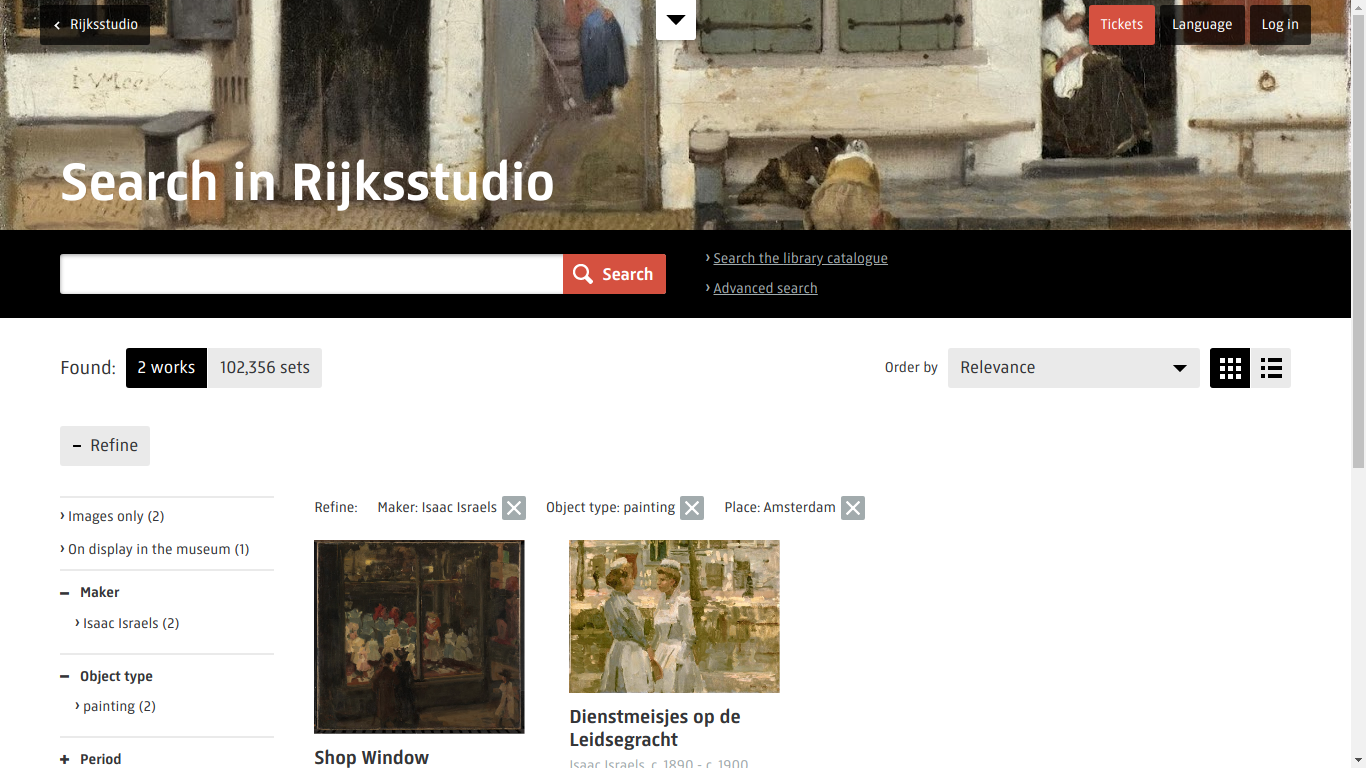 Rijksstudio
Tickets
Language
Log in
i·VMeer
Search in Rijksstudio
Search
› Search the library catalogue
› Advanced search
Found:
2 works
102,356 sets
Order by
Relevance
Refine
› Images only (2)
› On display in the museum (1)
Maker
› Isaac Israels (2)
Object type
› painting (2)
Period
Refine: Maker: Isaac Israels Object type: painting Place: Amsterdam
Shop Window
Dienstmeisjes op de
Leidsegracht
Isaac Israels, c. 1890 - c. 1900